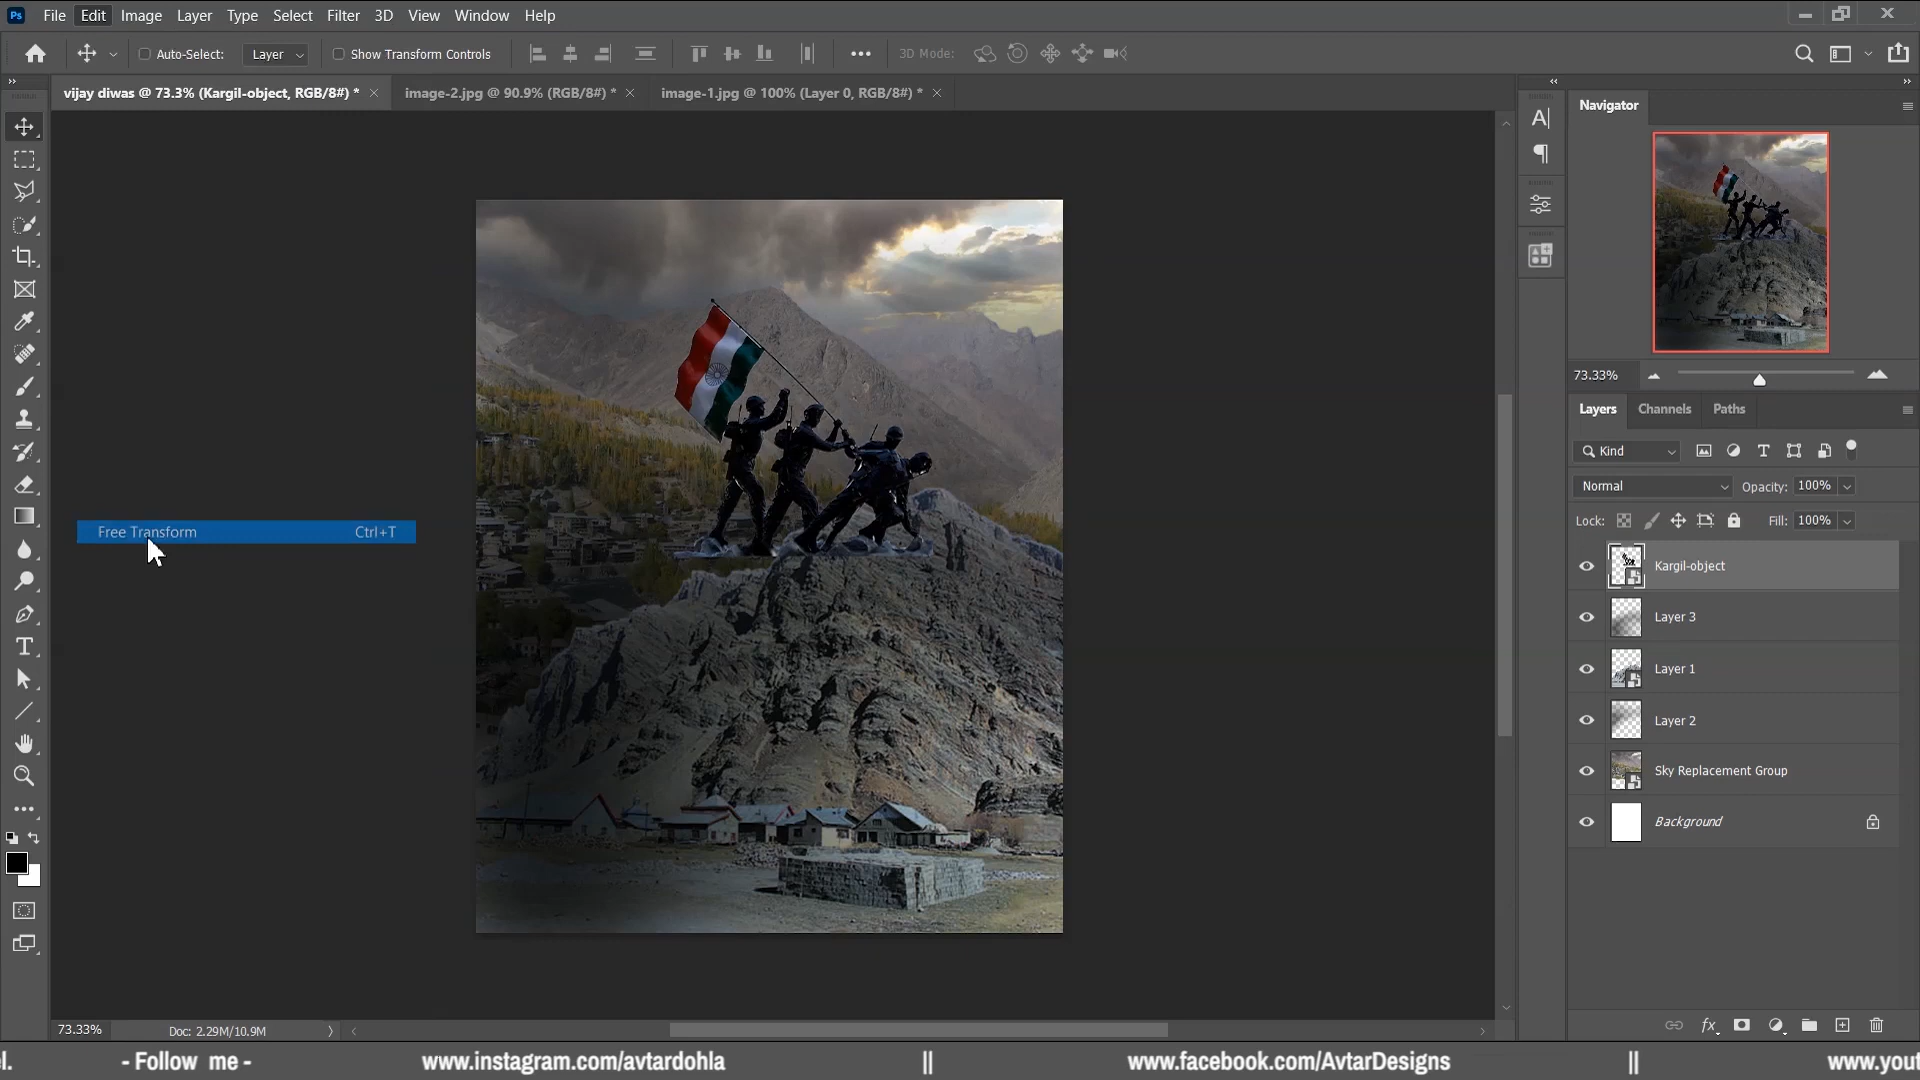 Ps File Edit Image Layer Type Select Filter 3D View Window Help
Auto-Select: Layer Show Transform Controls 3D Mode:
vijay diwas @ 73.3% (Kargil-object, RGB/8#) * image-2.jpg @ 90.9% (RGB/8#) * image-1.jpg @ 100% (Layer 0, RGB/8#) *
Navigator
73.33%
Layers Channels Paths
Kind
Normal Opacity: 100%
Lock: Fill: 100%
Free Transform Ctrl+T
Kargil-object
Layer 3
Layer 1
Layer 2
Sky Replacement Group
Background
73.33% Doc: 2.29M/10.9M
l. - Follow me - www.instagram.com/avtardohla || www.facebook.com/AvtarDesigns || www.yout